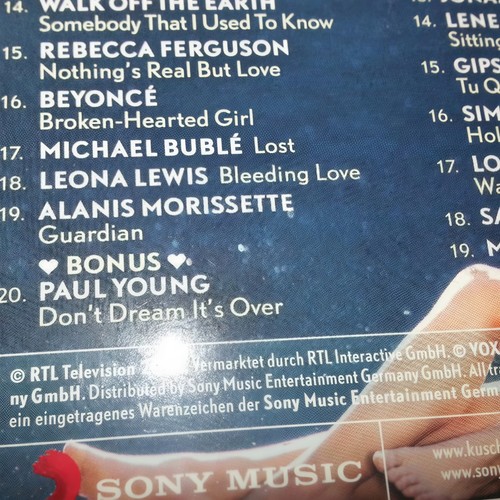 14. WALK OFF THE EARTH
Somebody That I Used To Know
15. REBECCA FERGUSON
Nothing's Real But Love
16. BEYONCÉ
Broken-Hearted Girl
17. MICHAEL BUBLÉ Lost
18. LEONA LEWIS Bleeding Love
19. ALANIS MORISSETTE
Guardian
♥ BONUS ♥
20. PAUL YOUNG
Don't Dream It's Over
14. LENE
Sitting
15. GIPS
Tu Q
16. SIM
Hol
17. LO
Wa
18. SA
19. M
© RTL Television Vermarktet durch RTL Interactive GmbH. © VOX
ny GmbH. Distributed by Sony Music Entertainment Germany GmbH. All tra
ein eingetragenes Warenzeichen der Sony Music Entertainment Germ
SONY MUSIC
www.kusch
www.sony